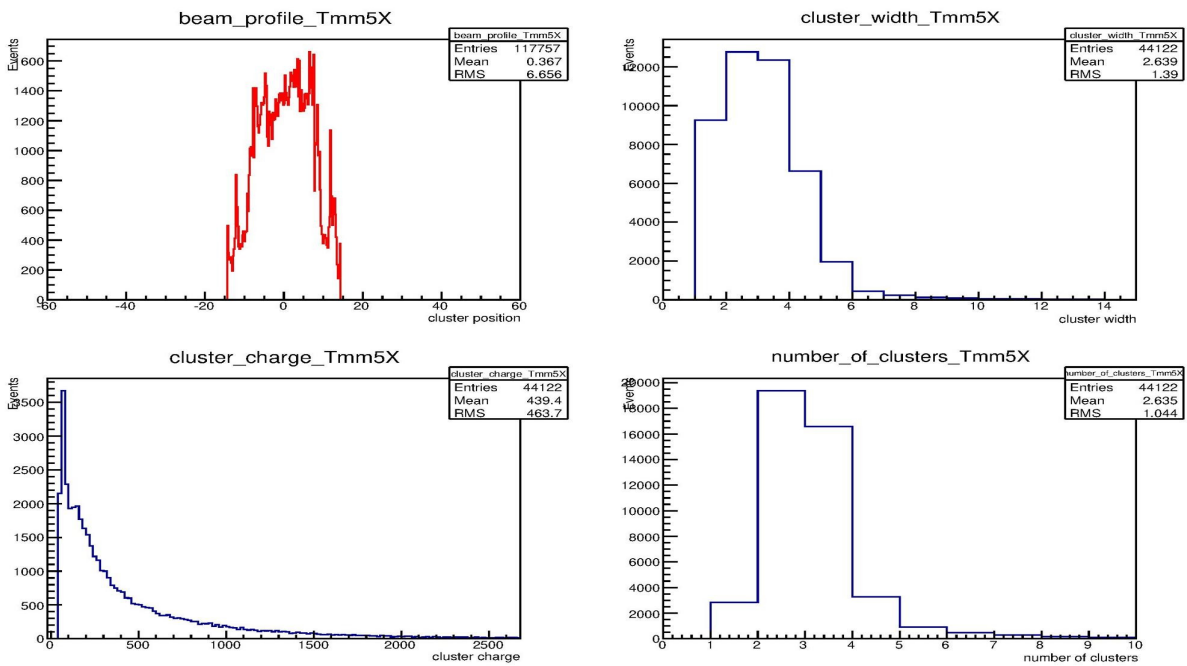 beam_profile_Tmm5X
Events
beam_profile_Tmm5X
Entries 117757
Mean 0.367
RMS 6.656
1600
1400
1200
1000
800
600
400
200
0
-60 -40 -20 0 20 40 60
cluster position
cluster_width_Tmm5X
Events
cluster_width_Tmm5X
Entries 44122
Mean 2.639
RMS 1.39
12000
10000
8000
6000
4000
2000
0
0 2 4 6 8 10 12 14
cluster width
cluster_charge_Tmm5X
Events
cluster_charge_Tmm5X
Entries 44122
Mean 439.4
RMS 463.7
3500
3000
2500
2000
1500
1000
500
0
0 500 1000 1500 2000 2500
cluster charge
number_of_clusters_Tmm5X
Events
number_of_clusters_Tmm5X
Entries 44122
Mean 2.635
RMS 1.044
20000
18000
16000
14000
12000
10000
8000
6000
4000
2000
0
0 1 2 3 4 5 6 7 8 9 10
number of clusters